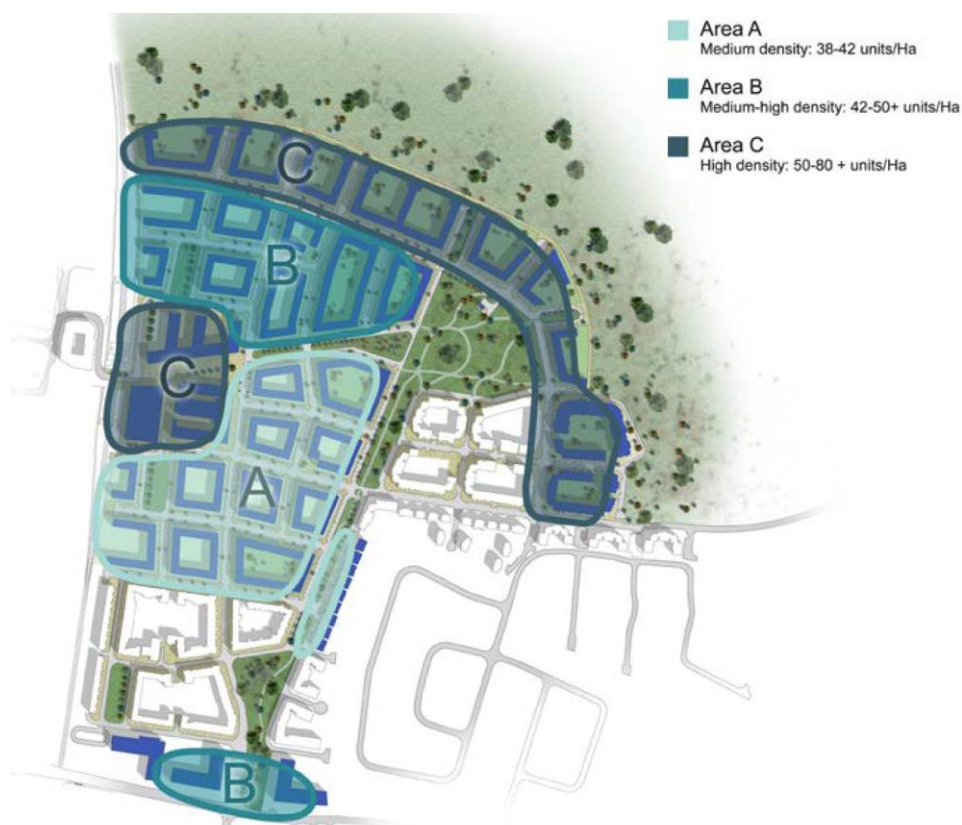 Area A
Medium density: 38-42 units/Ha
Area B
Medium-high density: 42-50+ units/Ha
Area C
High density: 50-80 + units/Ha
C
B
C
A
B